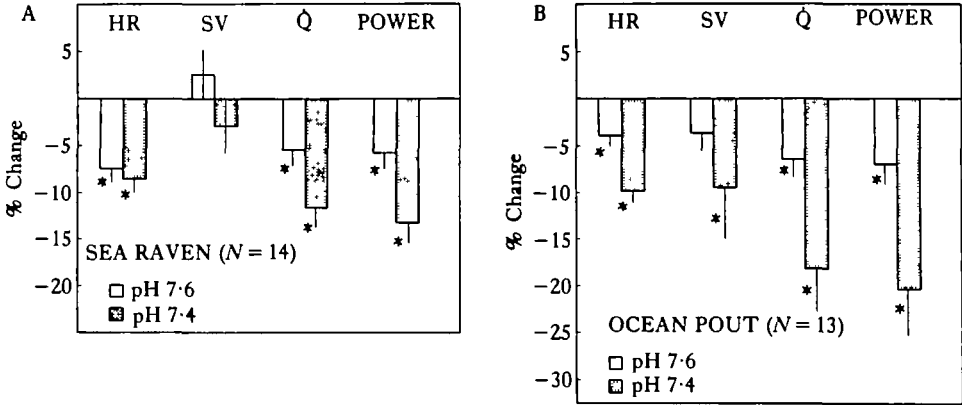 A
HR SV Q̇ POWER
5
−5
−10
−15
−20
% Change
* * * * * *
SEA RAVEN (N = 14)
pH 7·6
pH 7·4
B
HR SV Q̇ POWER
5
−5
−10
−15
−20
−25
−30
% Change
* * * * * * *
OCEAN POUT (N = 13)
pH 7·6
pH 7·4